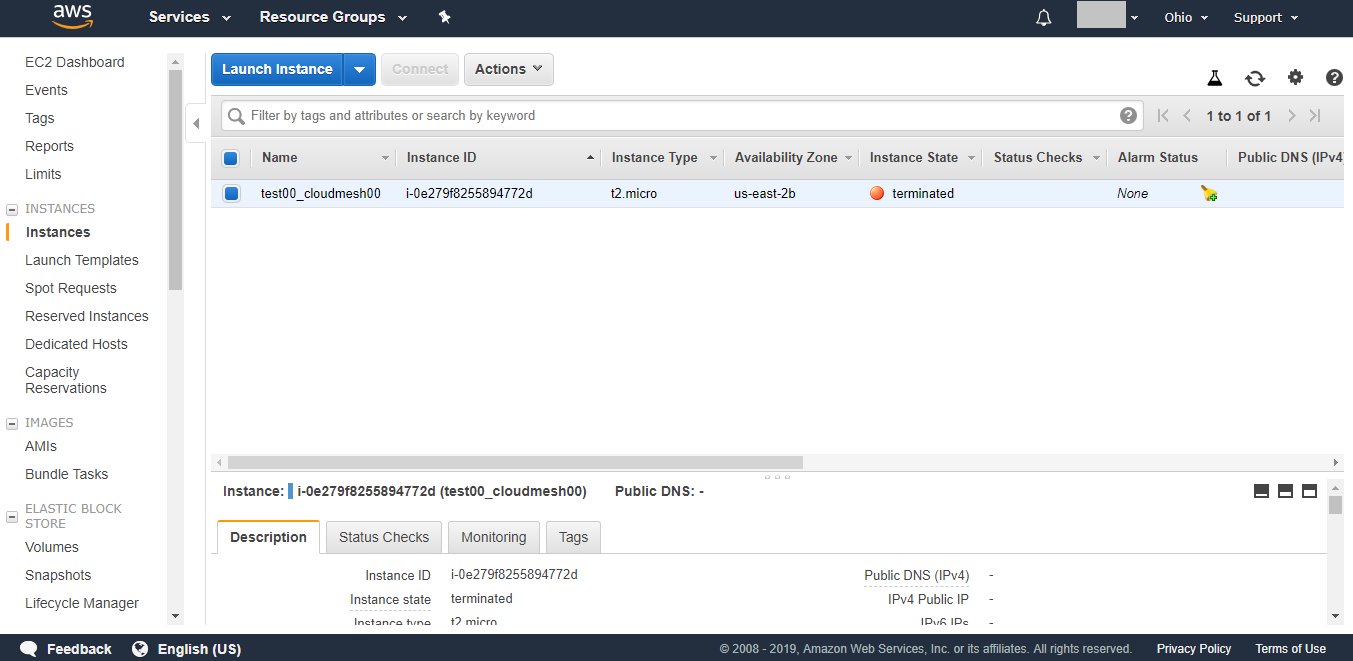 aws Services Resource Groups Ohio Support
EC2 Dashboard
Events
Tags
Reports
Limits
INSTANCES
Instances
Launch Templates
Spot Requests
Reserved Instances
Dedicated Hosts
Capacity
Reservations
IMAGES
AMIs
Bundle Tasks
ELASTIC BLOCK
STORE
Volumes
Snapshots
Lifecycle Manager
Launch Instance Connect Actions
Filter by tags and attributes or search by keyword 1 to 1 of 1
Name Instance ID Instance Type Availability Zone Instance State Status Checks Alarm Status Public DNS (IPv4
test00_cloudmesh00 i-0e279f8255894772d t2.micro us-east-2b terminated None
Instance: i-0e279f8255894772d (test00_cloudmesh00) Public DNS: -
Description Status Checks Monitoring Tags
Instance ID i-0e279f8255894772d Public DNS (IPv4) -
Instance state terminated IPv4 Public IP -
Instance type t2.micro IPv6 IPs -
Feedback English (US) © 2008 - 2019, Amazon Web Services, Inc. or its affiliates. All rights reserved. Privacy Policy Terms of Use